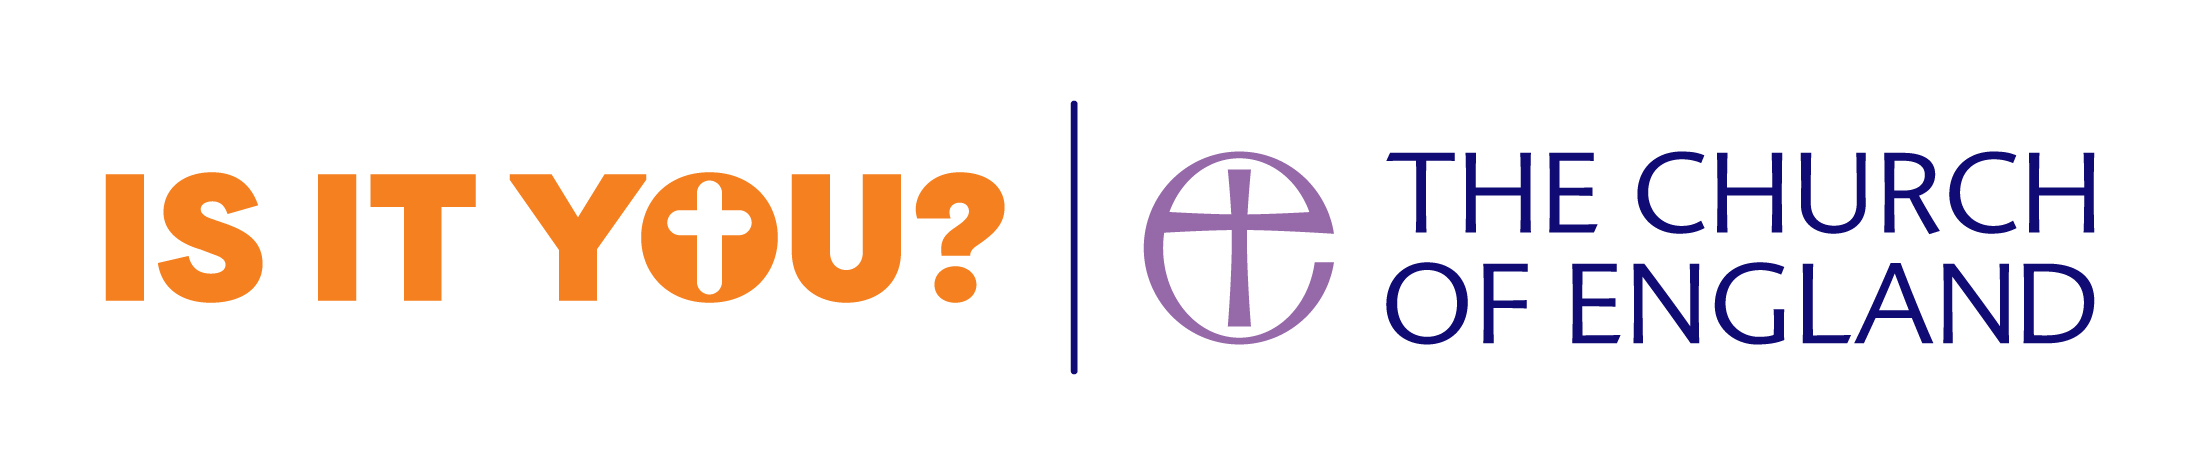 IS IT YOU?
THE CHURCH
OF ENGLAND